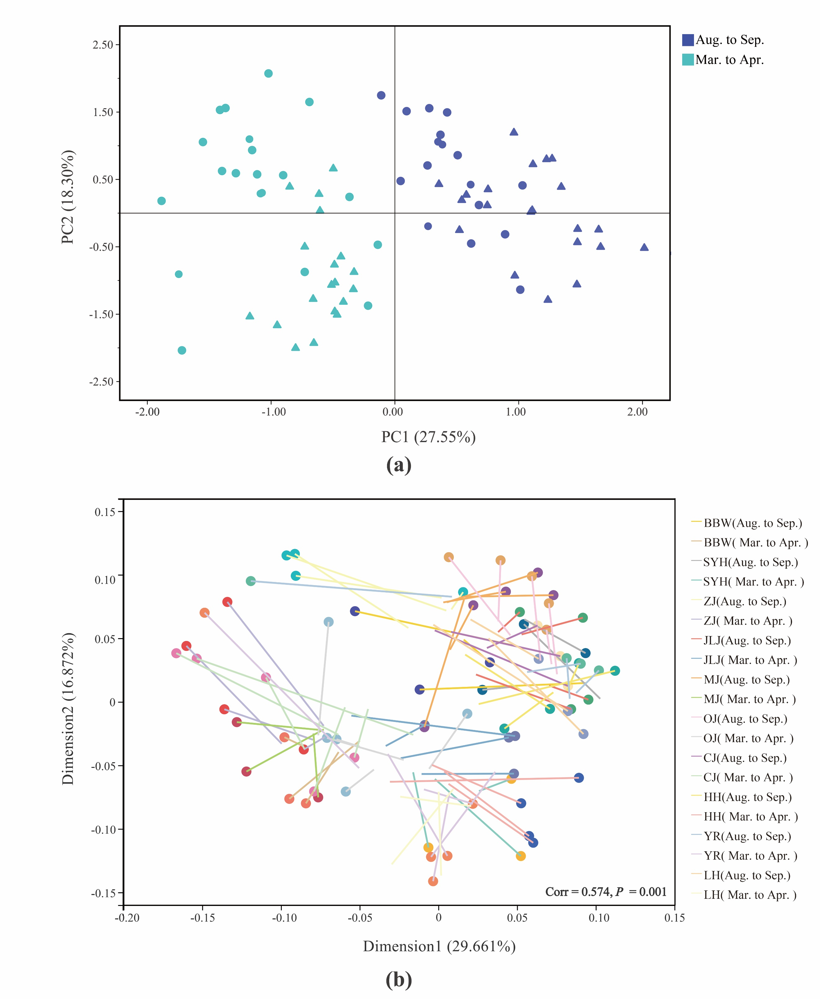 Aug. to Sep.
Mar. to Apr.
2.50
1.50
0.50
-0.50
-1.50
-2.50
PC2 (18.30%)
-2.00
-1.00
0.00
1.00
2.00
PC1 (27.55%)
(a)
0.15
0.10
0.05
0
-0.05
-0.10
-0.15
Dimension2 (16.872%)
BBW(Aug. to Sep.)
BBW( Mar. to Apr. )
SYH(Aug. to Sep.)
SYH( Mar. to Apr. )
ZJ(Aug. to Sep.)
ZJ( Mar. to Apr. )
JLJ(Aug. to Sep.)
JLJ( Mar. to Apr. )
MJ(Aug. to Sep.)
MJ( Mar. to Apr. )
OJ(Aug. to Sep.)
OJ( Mar. to Apr. )
CJ(Aug. to Sep.)
CJ( Mar. to Apr. )
HH(Aug. to Sep.)
HH( Mar. to Apr. )
YR(Aug. to Sep.)
YR( Mar. to Apr. )
LH(Aug. to Sep.)
LH( Mar. to Apr. )
Corr = 0.574, P = 0.001
-0.20
-0.15
-0.10
-0.05
0
0.05
0.10
0.15
Dimension1 (29.661%)
(b)